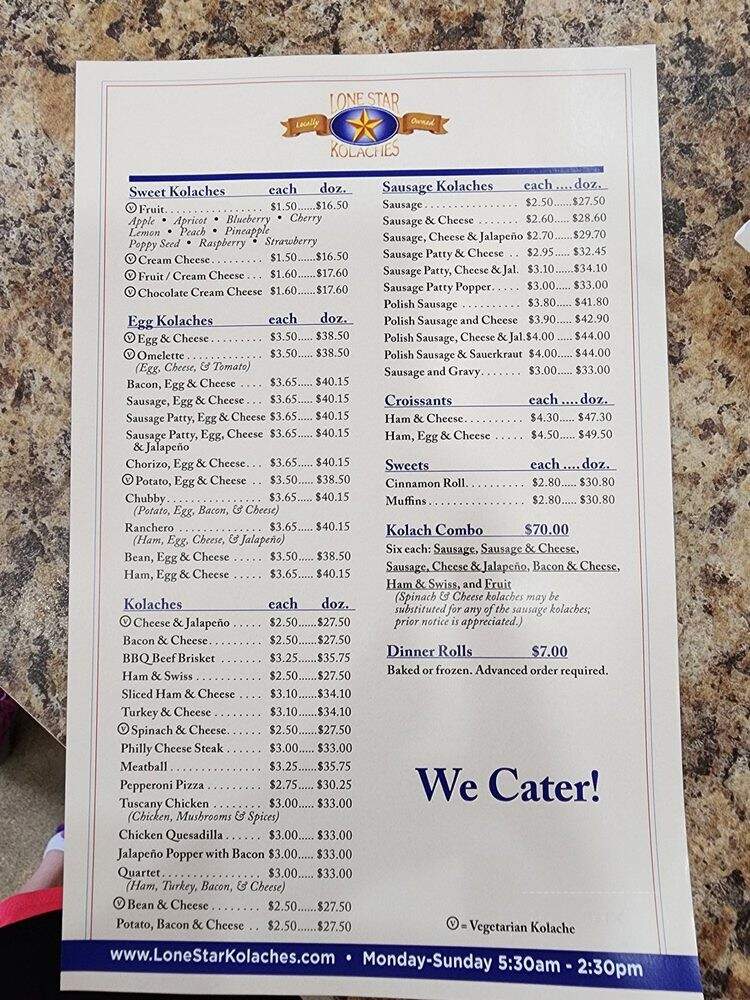 LONE STAR
Locally Owned
KOLACHES
Sweet Kolaches each doz.
Ⓥ Fruit. . . . . . . . . . . . . . . . $1.50......$16.50
Apple • Apricot • Blueberry • Cherry
Lemon • Peach • Pineapple
Poppy Seed • Raspberry • Strawberry
Ⓥ Cream Cheese. . . . . . . . . $1.50......$16.50
Ⓥ Fruit / Cream Cheese . . . $1.60......$17.60
Ⓥ Chocolate Cream Cheese $1.60......$17.60
Egg Kolaches each doz.
Ⓥ Egg & Cheese. . . . . . . . . $3.50..... $38.50
Ⓥ Omelette . . . . . . . . . . . . . $3.50..... $38.50
(Egg, Cheese, & Tomato)
Bacon, Egg & Cheese . . . . $3.65..... $40.15
Sausage, Egg & Cheese . . . $3.65..... $40.15
Sausage Patty, Egg & Cheese $3.65..... $40.15
Sausage Patty, Egg, Cheese $3.65..... $40.15
& Jalapeño
Chorizo, Egg & Cheese. . . $3.65..... $40.15
Ⓥ Potato, Egg & Cheese . . $3.50..... $38.50
Chubby. . . . . . . . . . . . . . . $3.65..... $40.15
(Potato, Egg, Bacon, & Cheese)
Ranchero . . . . . . . . . . . . . $3.65..... $40.15
(Ham, Egg, Cheese, & Jalapeño)
Bean, Egg & Cheese . . . . . $3.50..... $38.50
Ham, Egg & Cheese . . . . . $3.65..... $40.15
Kolaches each doz.
Ⓥ Cheese & Jalapeño . . . . . $2.50......$27.50
Bacon & Cheese. . . . . . . . . $2.50......$27.50
BBQ Beef Brisket . . . . . . . $3.25......$35.75
Ham & Swiss . . . . . . . . . . . $2.50......$27.50
Sliced Ham & Cheese . . . . $3.10......$34.10
Turkey & Cheese . . . . . . . . $3.10......$34.10
Ⓥ Spinach & Cheese. . . . . . $2.50......$27.50
Philly Cheese Steak . . . . . . $3.00..... $33.00
Meatball . . . . . . . . . . . . . . . $3.25......$35.75
Pepperoni Pizza . . . . . . . . . $2.75..... $30.25
Tuscany Chicken . . . . . . . . $3.00..... $33.00
(Chicken, Mushrooms & Spices)
Chicken Quesadilla . . . . . . $3.00..... $33.00
Jalapeño Popper with Bacon $3.00..... $33.00
Quartet. . . . . . . . . . . . . . . . $3.00..... $33.00
(Ham, Turkey, Bacon, & Cheese)
Ⓥ Bean & Cheese . . . . . . . . $2.50......$27.50
Potato, Bacon & Cheese . . $2.50......$27.50
Sausage Kolaches each .... doz.
Sausage . . . . . . . . . . . . . . . $2.50......$27.50
Sausage & Cheese . . . . . . . $2.60..... $28.60
Sausage, Cheese & Jalapeño $2.70......$29.70
Sausage Patty & Cheese . . $2.95..... $32.45
Sausage Patty, Cheese & Jal. $3.10......$34.10
Sausage Patty Popper. . . . . $3.00..... $33.00
Polish Sausage . . . . . . . . . . $3.80..... $41.80
Polish Sausage and Cheese $3.90..... $42.90
Polish Sausage, Cheese & Jal.$4.00 ..... $44.00
Polish Sausage & Sauerkraut $4.00..... $44.00
Sausage and Gravy. . . . . . . $3.00..... $33.00
Croissants each .... doz.
Ham & Cheese. . . . . . . . . . $4.30..... $47.30
Ham, Egg & Cheese . . . . . $4.50..... $49.50
Sweets each .... doz.
Cinnamon Roll. . . . . . . . . . $2.80..... $30.80
Muffins . . . . . . . . . . . . . . . $2.80..... $30.80
Kolach Combo $70.00
Six each: Sausage, Sausage & Cheese,
Sausage, Cheese & Jalapeño, Bacon & Cheese,
Ham & Swiss, and Fruit
(Spinach & Cheese kolaches may be
substituted for any of the sausage kolaches;
prior notice is appreciated.)
Dinner Rolls $7.00
Baked or frozen. Advanced order required.
We Cater!
Ⓥ = Vegetarian Kolache
www.LoneStarKolaches.com • Monday-Sunday 5:30am - 2:30pm